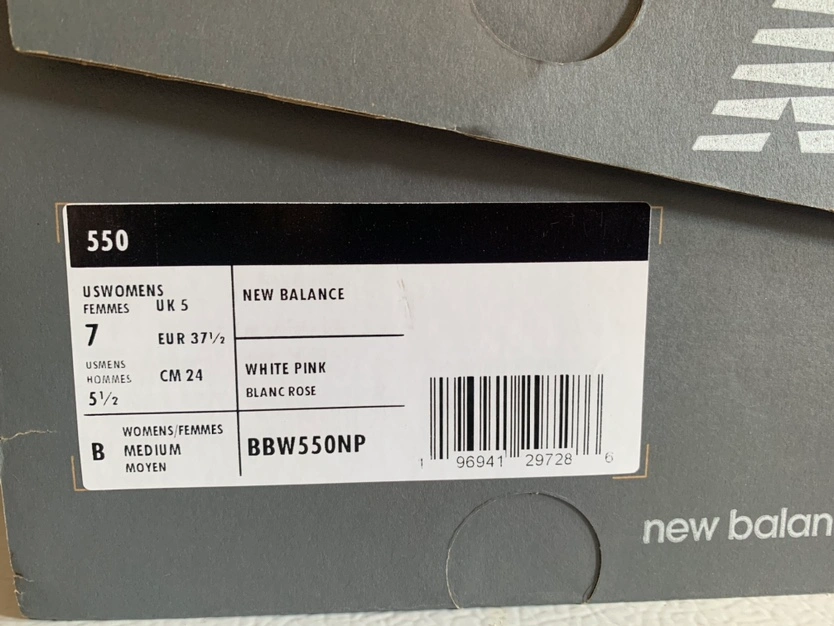 550
USWOMENS
FEMMES
UK 5
7
EUR 37½
USMENS
HOMMES
CM 24
5½
B
WOMENS/FEMMES
MEDIUM
MOYEN
NEW BALANCE
WHITE PINK
BLANC ROSE
BBW550NP
1 96941 29728 6
new balan